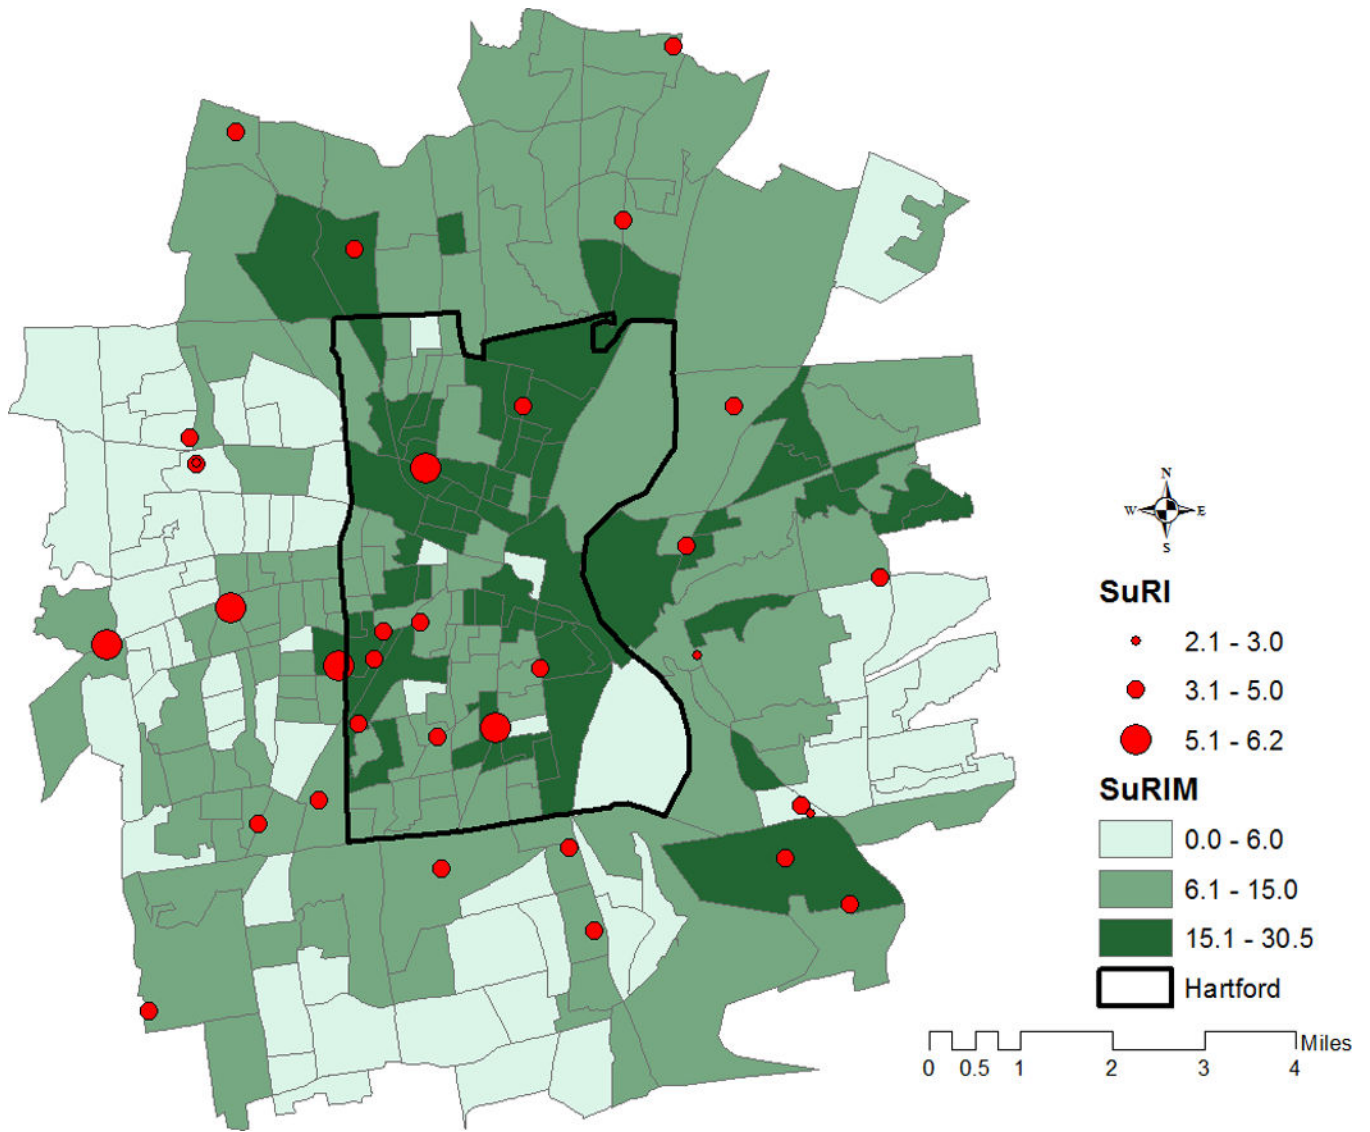 N
W E
S
SuRI
2.1 - 3.0
3.1 - 5.0
5.1 - 6.2
SuRIM
0.0 - 6.0
6.1 - 15.0
15.1 - 30.5
Hartford
Miles
0 0.5 1 2 3 4